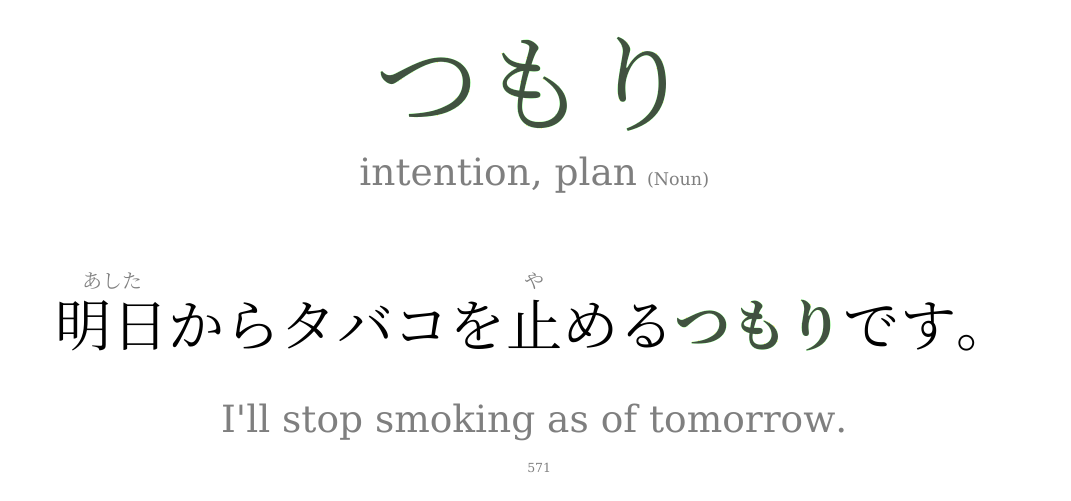 つもり
intention, plan (Noun)
あした や
明日からタバコを止めるつもりです。
I'll stop smoking as of tomorrow.
571